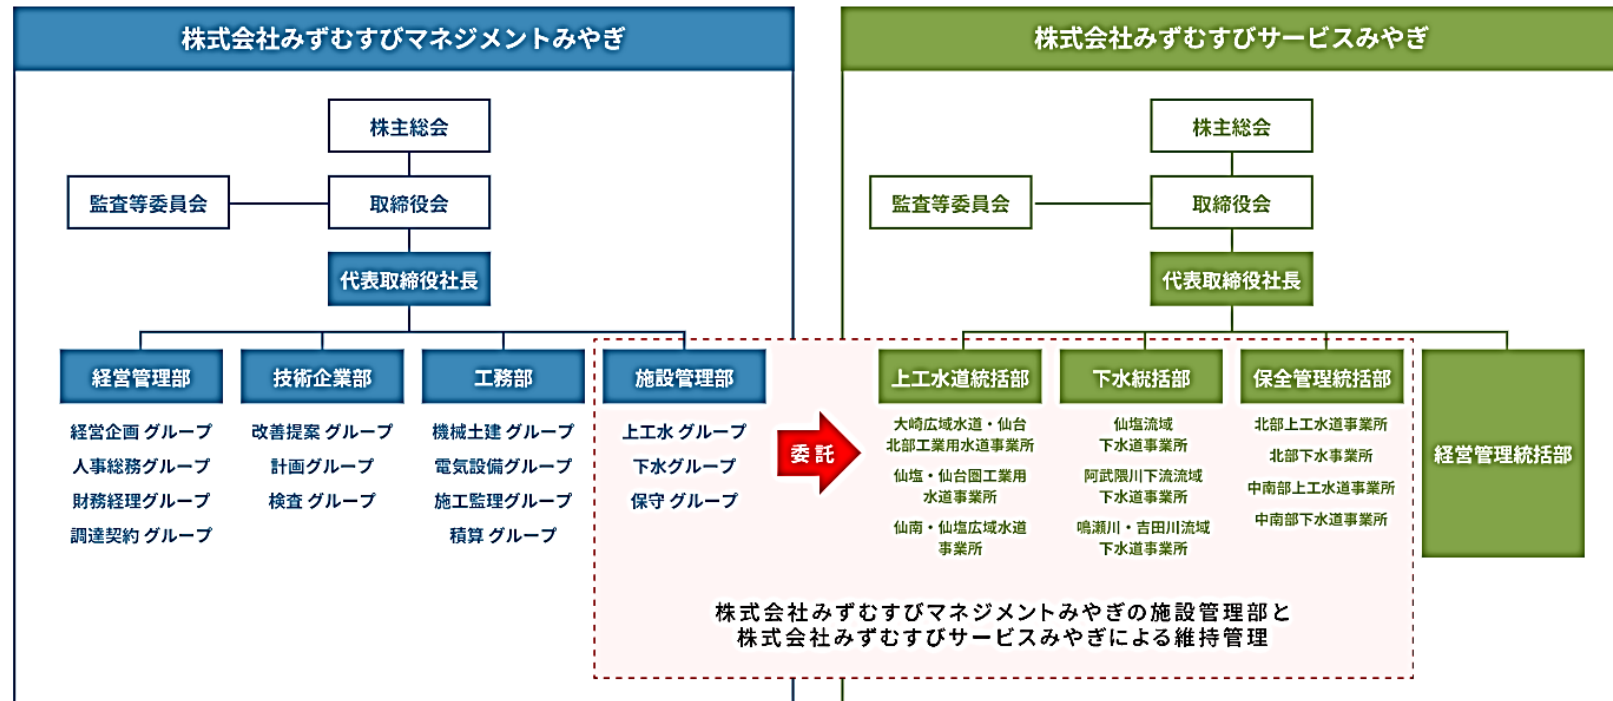 株式会社みずむすびマネジメントみやぎ
株主総会
監査等委員会
取締役会
代表取締役社長
経営管理部
経営企画 グループ
人事総務グループ
財務経理グループ
調達契約 グループ
技術企業部
改善提案 グループ
計画グループ
検査 グループ
工務部
機械土建 グループ
電気設備グループ
施工監理グループ
積算 グループ
施設管理部
上工水 グループ
下水グループ
保守 グループ
委託
株式会社みずむすびサービスみやぎ
株主総会
監査等委員会
取締役会
代表取締役社長
上工水道統括部
大崎広域水道・仙台
北部工業用水道事業所
仙塩・仙台圏工業用
水道事業所
仙南・仙塩広域水道
事業所
下水統括部
仙塩流域
下水道事業所
阿武隈川下流流域
下水道事業所
鳴瀬川・吉田川流域
下水道事業所
保全管理統括部
北部上工水道事業所
北部下水事業所
中南部上工水道事業所
中南部下水道事業所
経営管理統括部
株式会社みずむすびマネジメントみやぎの施設管理部と
株式会社みずむすびサービスみやぎによる維持管理